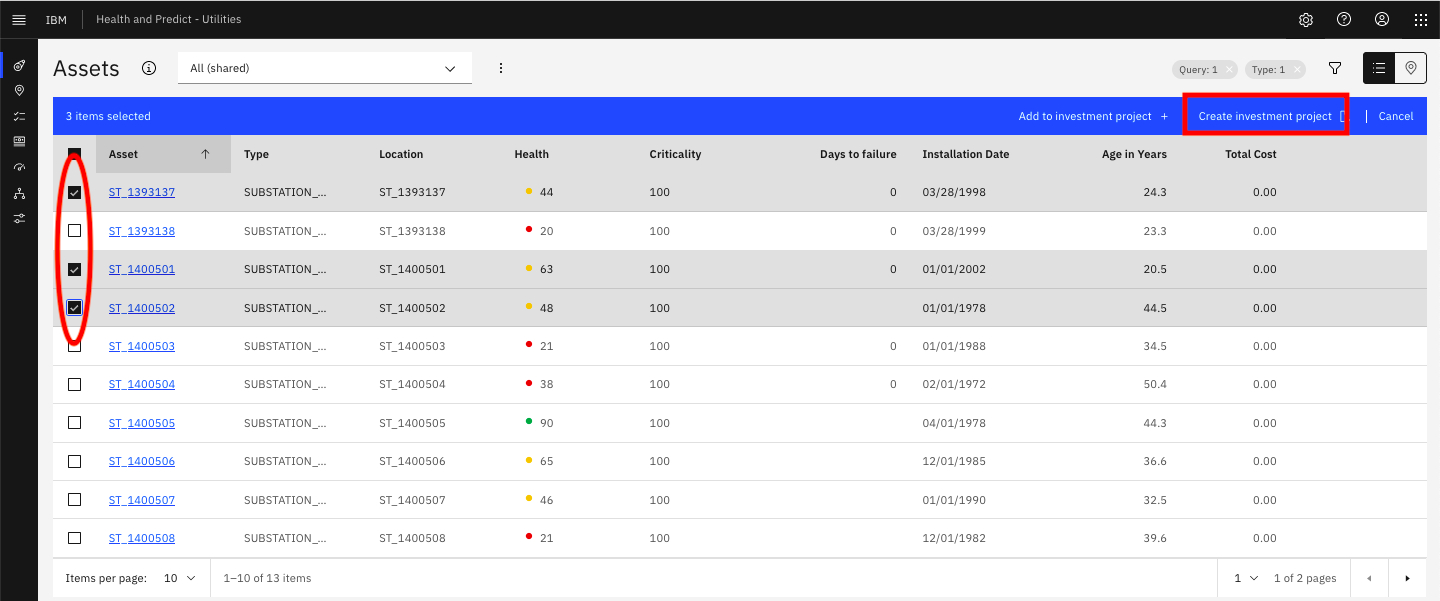 IBM Health and Predict - Utilities
Assets All (shared) Query: 1 Type: 1
3 items selected Add to investment project + Create investment project Cancel
Asset Type Location Health Criticality Days to failure Installation Date Age in Years Total Cost
ST_1393137 SUBSTATION_... ST_1393137 44 100 0 03/28/1998 24.3 0.00
ST_1393138 SUBSTATION_... ST_1393138 20 100 0 03/28/1999 23.3 0.00
ST_1400501 SUBSTATION_... ST_1400501 63 100 0 01/01/2002 20.5 0.00
ST_1400502 SUBSTATION_... ST_1400502 48 100 01/01/1978 44.5 0.00
ST_1400503 SUBSTATION_... ST_1400503 21 100 0 01/01/1988 34.5 0.00
ST_1400504 SUBSTATION_... ST_1400504 38 100 0 02/01/1972 50.4 0.00
ST_1400505 SUBSTATION_... ST_1400505 90 100 04/01/1978 44.3 0.00
ST_1400506 SUBSTATION_... ST_1400506 65 100 12/01/1985 36.6 0.00
ST_1400507 SUBSTATION_... ST_1400507 46 100 01/01/1990 32.5 0.00
ST_1400508 SUBSTATION_... ST_1400508 21 100 12/01/1982 39.6 0.00
Items per page: 10 1–10 of 13 items 1 1 of 2 pages